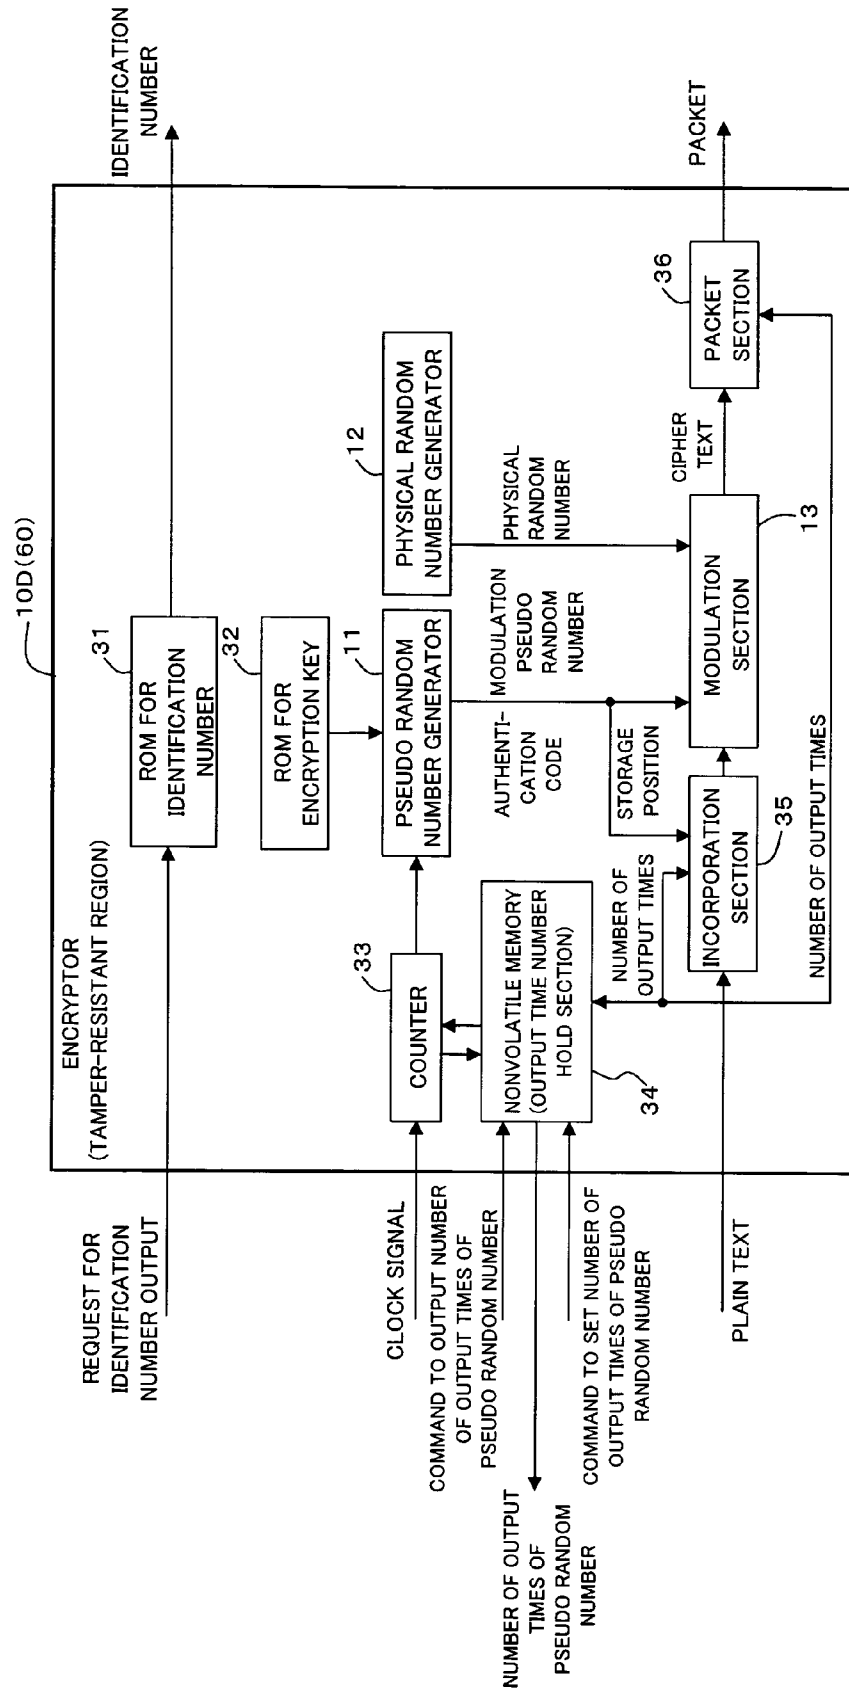 10D(60)
ENCRYPTOR
(TAMPER-RESISTANT REGION)
REQUEST FOR
IDENTIFICATION
NUMBER OUTPUT
31
ROM FOR
IDENTIFICATION
NUMBER
IDENTIFICATION
NUMBER
32
ROM FOR
ENCRYPTION KEY
CLOCK SIGNAL
33
COUNTER
11
PSEUDO RANDOM
NUMBER GENERATOR
12
PHYSICAL RANDOM
NUMBER GENERATOR
COMMAND TO OUTPUT NUMBER
OF OUTPUT TIMES OF
PSEUDO RANDOM NUMBER
NUMBER OF OUTPUT
TIMES OF
PSEUDO RANDOM
NUMBER
COMMAND TO SET NUMBER OF
OUTPUT TIMES OF PSEUDO
RANDOM NUMBER
NONVOLATILE MEMORY
(OUTPUT TIME NUMBER
HOLD SECTION)
34
AUTHENTI-
CATION
CODE
MODULATION
PSEUDO
RANDOM
NUMBER
PHYSICAL
RANDOM
NUMBER
STORAGE
POSITION
NUMBER OF
OUTPUT TIMES
PLAIN TEXT
INCORPORATION
SECTION
35
MODULATION
SECTION
13
CIPHER
TEXT
36
PACKET
SECTION
PACKET
NUMBER OF OUTPUT TIMES